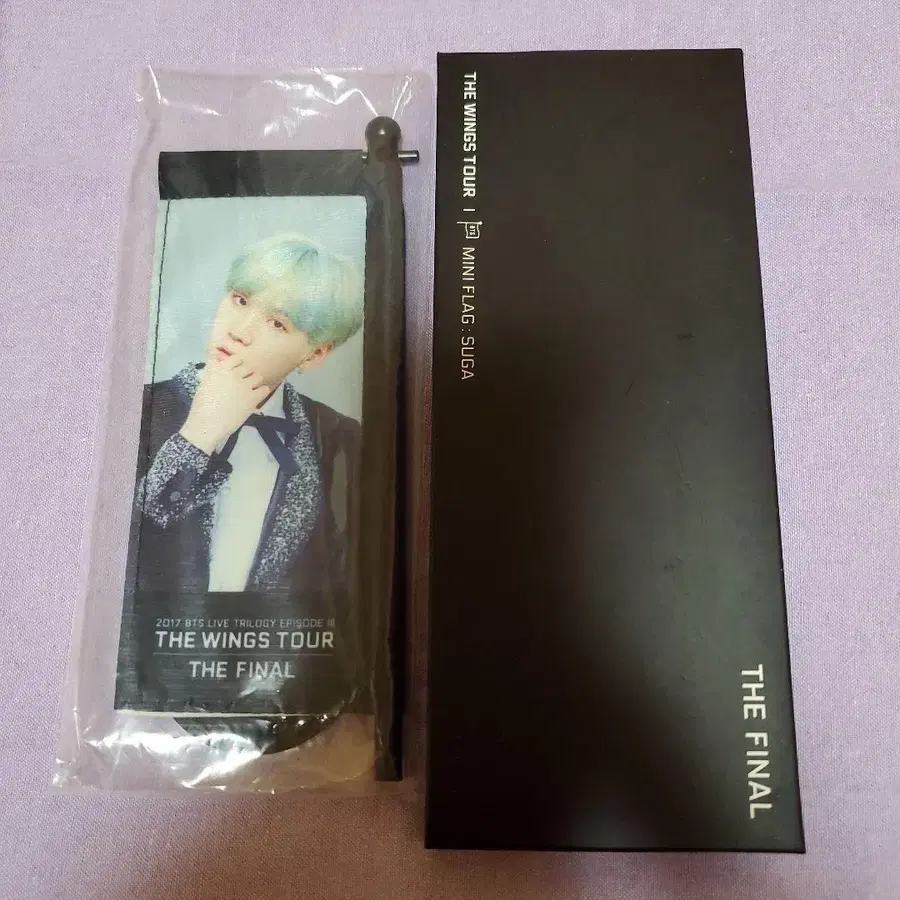 2017 BTS LIVE TRILOGY EPISODE III
THE WINGS TOUR
THE FINAL
THE WINGS TOUR | BTS MINI FLAG : SUGA
THE FINAL